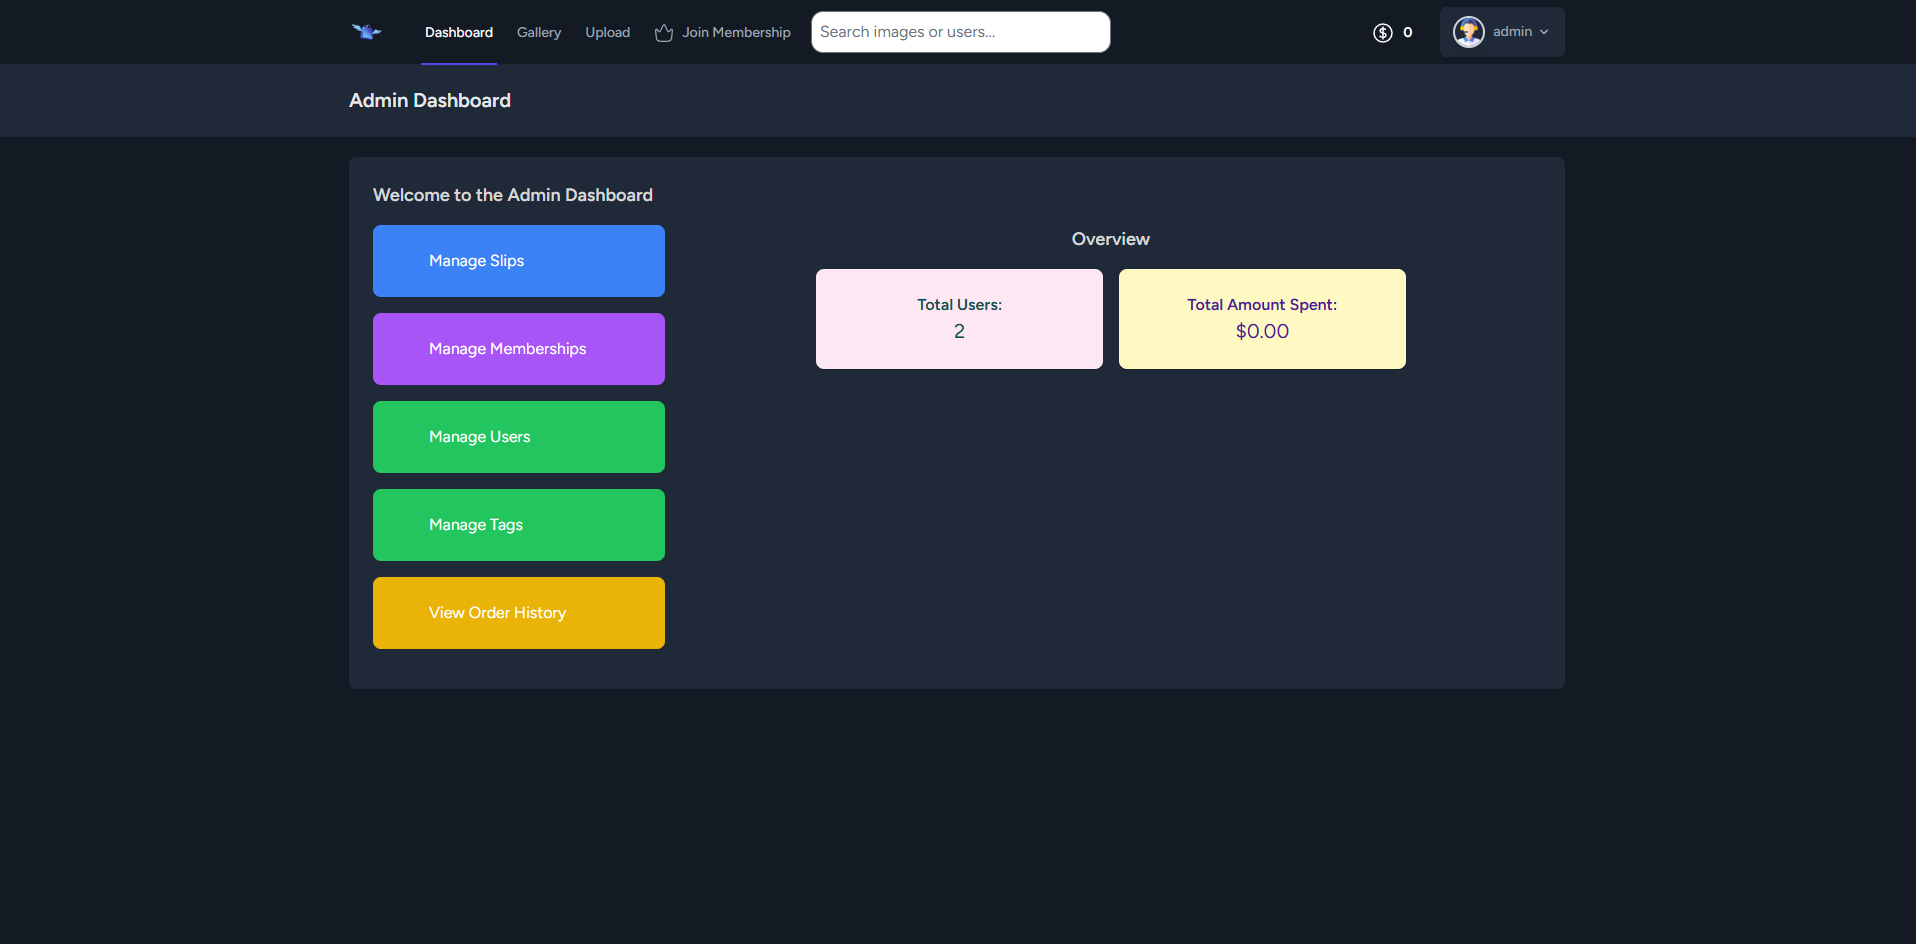 Dashboard Gallery Upload Join Membership Search images or users... 0 admin
Admin Dashboard
Welcome to the Admin Dashboard
Manage Slips
Manage Memberships
Manage Users
Manage Tags
View Order History
Overview
Total Users:
2
Total Amount Spent:
$0.00